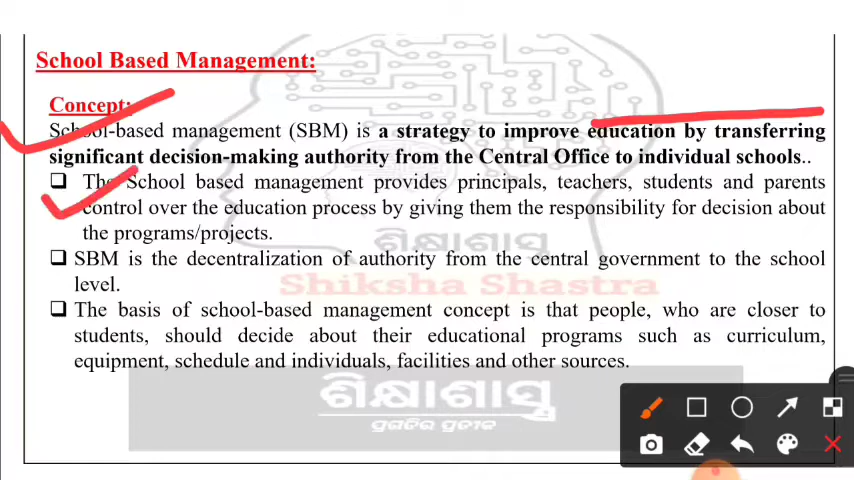 School Based Management:
Concept:
School-based management (SBM) is a strategy to improve education by transferring
significant decision-making authority from the Central Office to individual schools..
The School based management provides principals, teachers, students and parents
control over the education process by giving them the responsibility for decision about
the programs/projects.
ଶିକ୍ଷାଶାସ୍ତ୍ର
SBM is the decentralization of authority from the central government to the school
level.
Shiksha Shastra
The basis of school-based management concept is that people, who are closer to
students, should decide about their educational programs such as curriculum,
equipment, schedule and individuals, facilities and other sources.
ଶିକ୍ଷାଶାସ୍ତ୍ର
ପ୍ରଗତିର ପ୍ରତୀକ